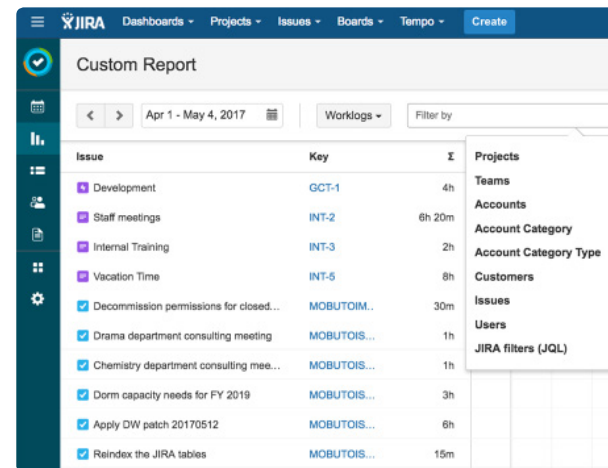 JIRA Dashboards Projects Issues Boards Tempo Create
Custom Report
Apr 1 - May 4, 2017 Worklogs Filter by
Issue Key Σ
Development GCT-1 4h
Staff meetings INT-2 6h 20m
Internal Training INT-3 2h
Vacation Time INT-5 8h
Decommission permissions for closed... MOBUTOIM.. 30m
Drama department consulting meeting MOBUTOIS... 1h
Chemistry department consulting mee... MOBUTOIS... 1h
Dorm capacity needs for FY 2019 MOBUTOIS... 3h
Apply DW patch 20170512 MOBUTOIS... 6h
Reindex the JIRA tables MOBUTOIS... 15m
Projects
Teams
Accounts
Account Category
Account Category Type
Customers
Issues
Users
JIRA filters (JQL)